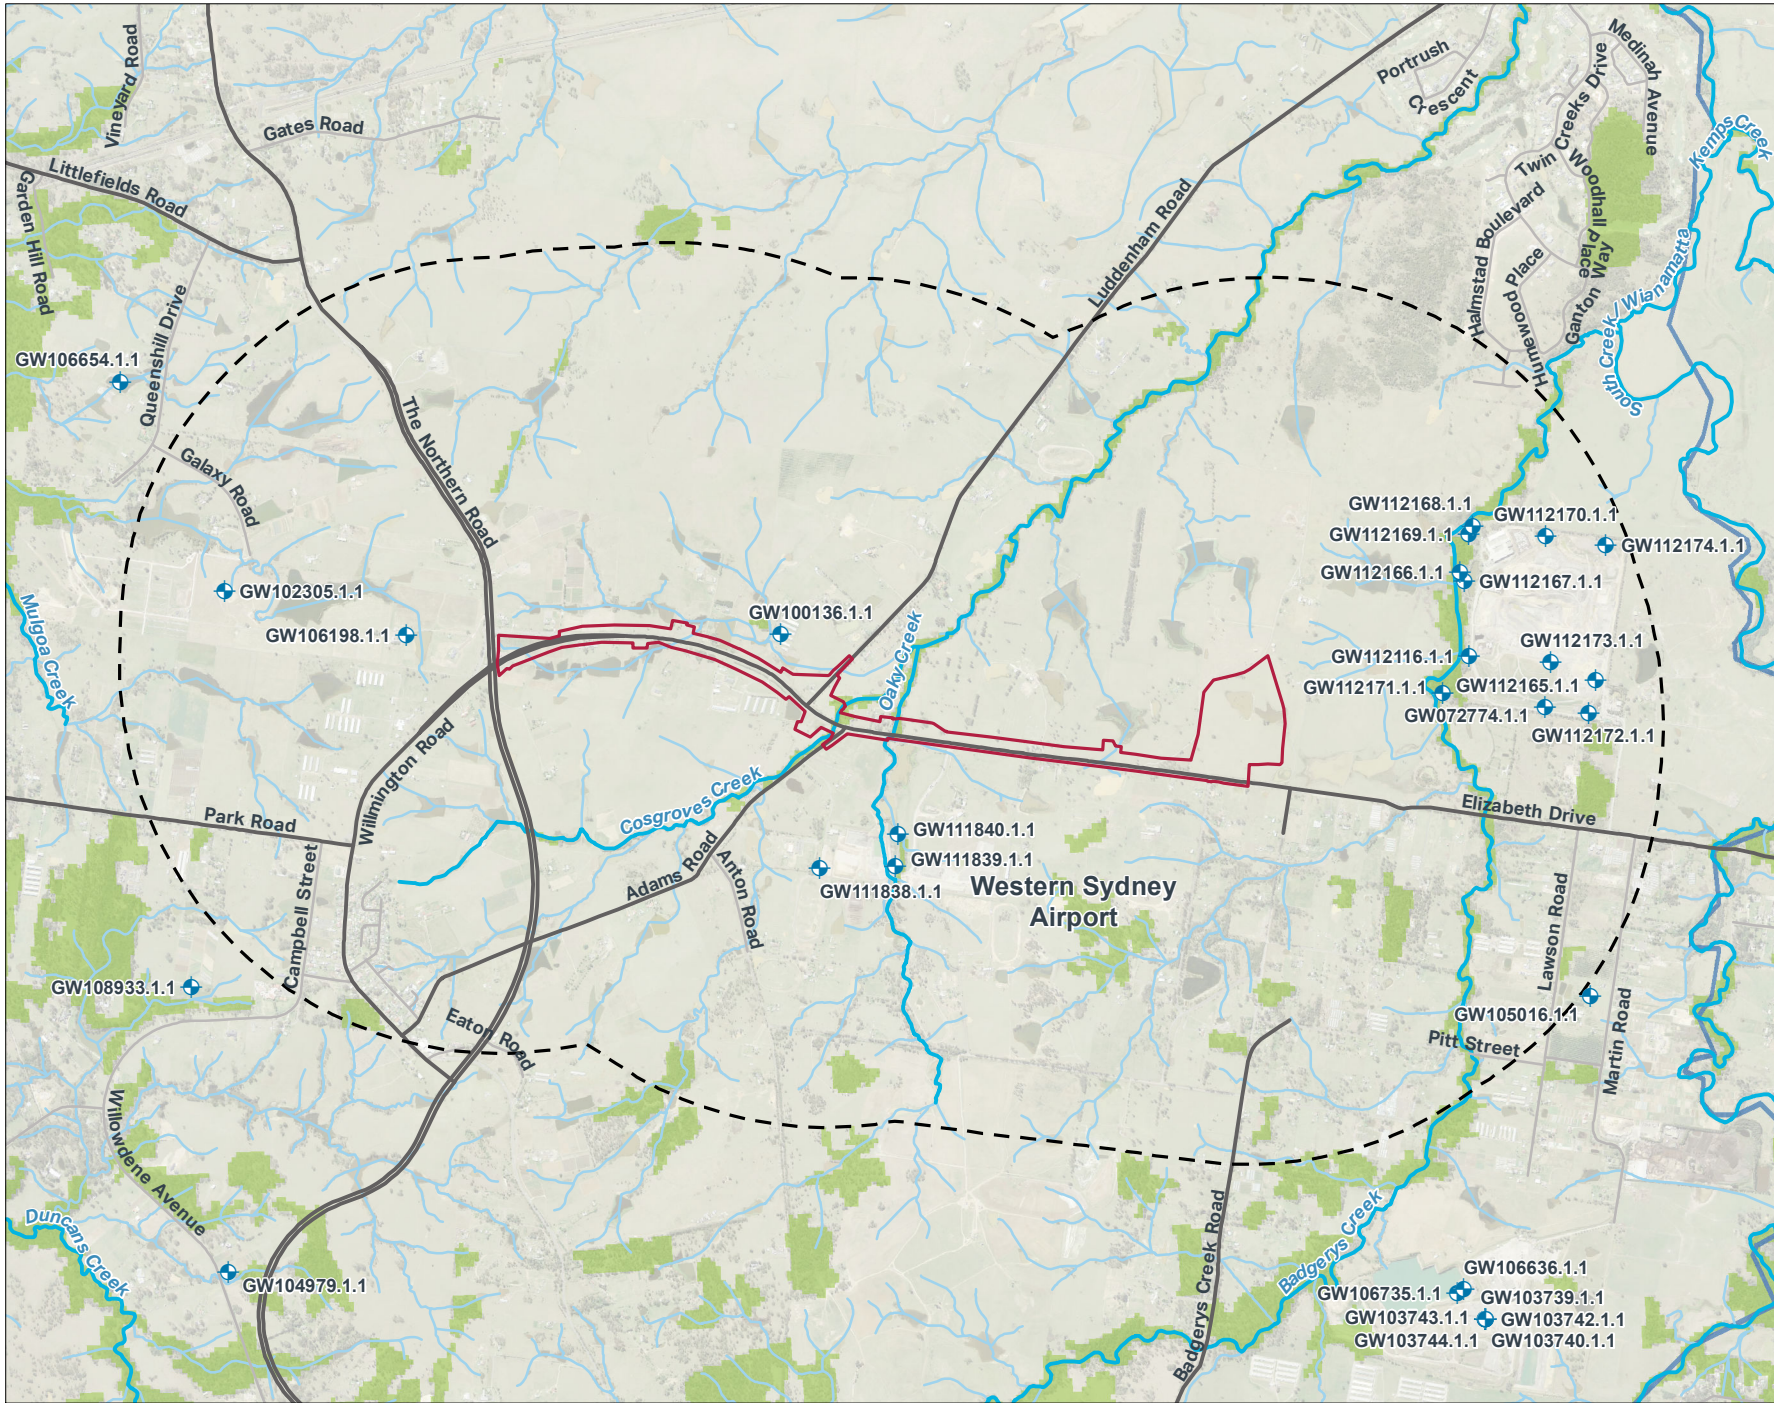 Vineyard Road
Gates Road
Littlefields Road
Garden Hill Road
Queenshill Drive
GW106654.1.1
Galaxy Road
The Northern Road
Portrush
Crescent
Medinah Avenue
Twin Creeks Drive
Woodhall Place
Kemps Creek
Luddenham Road
Halmstad Boulevard
Humewood Place
Ganton Way
South Creek / Wianamatta
GW112168.1.1
GW112170.1.1
GW112169.1.1
GW112174.1.1
GW112166.1.1
GW112167.1.1
GW102305.1.1
GW106198.1.1
GW100136.1.1
Mulgoa Creek
Oaky Creek
GW112173.1.1
GW112116.1.1
GW112171.1.1
GW112165.1.1
GW072774.1.1
GW112172.1.1
Willmington Road
Cosgroves Creek
Park Road
Elizabeth Drive
GW111840.1.1
GW111839.1.1
GW111838.1.1
Adams Road
Anton Road
Western Sydney
Airport
Campbell Street
Lawson Road
GW108933.1.1
GW105016.1.1
Eaton Road
Pitt Street
Martin Road
Willowdene Avenue
Duncans Creek
GW104979.1.1
Badgerys Creek Road
Badgerys Creek
GW106636.1.1
GW106735.1.1
GW103739.1.1
GW103743.1.1
GW103742.1.1
GW103744.1.1
GW103740.1.1